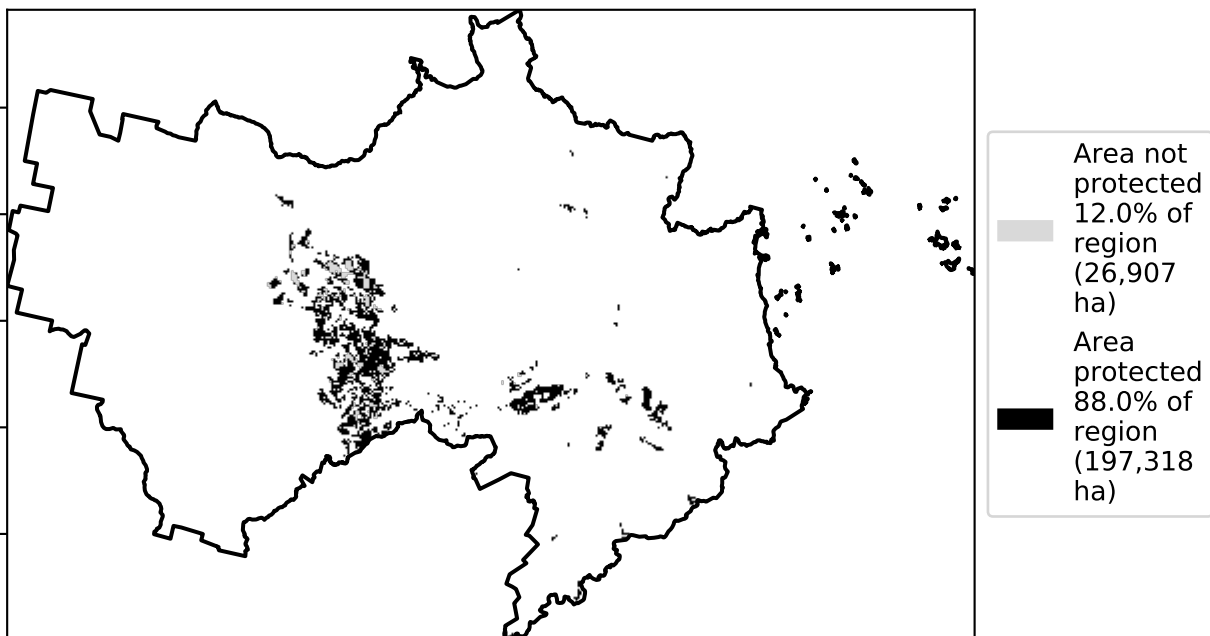 Area not
protected
12.0% of
region
(26,907
ha)
Area
protected
88.0% of
region
(197,318
ha)